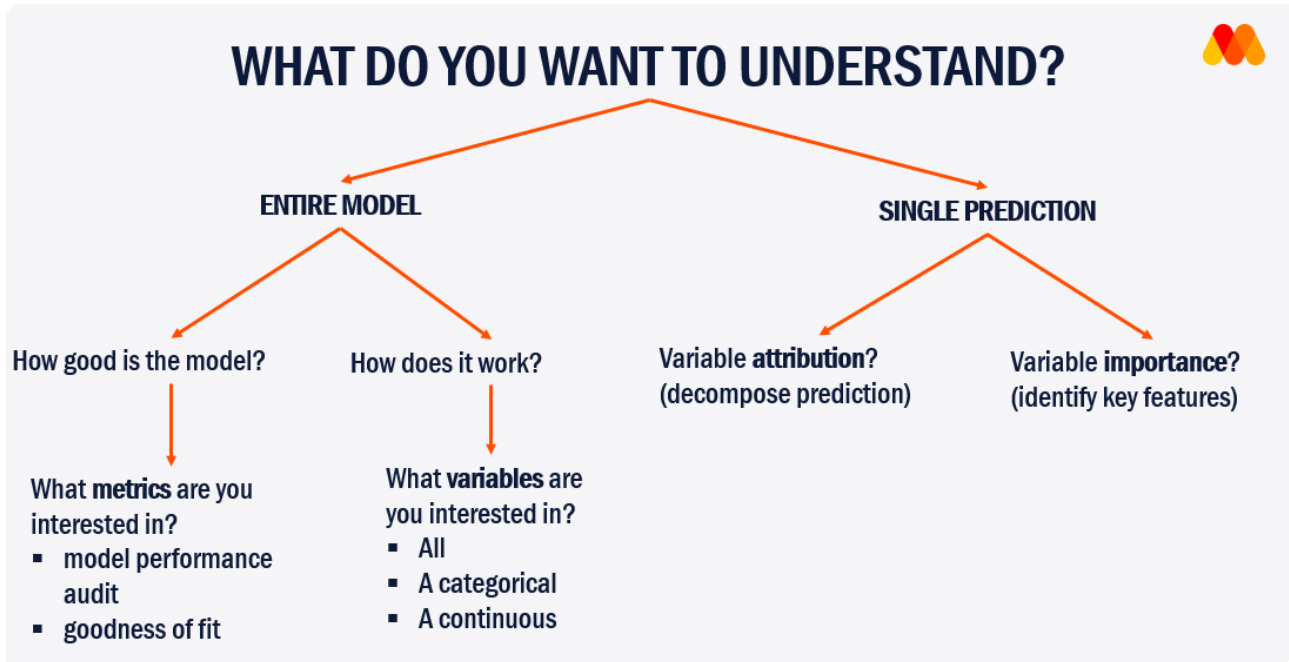 WHAT DO YOU WANT TO UNDERSTAND?
ENTIRE MODEL
SINGLE PREDICTION
How good is the model?
How does it work?
Variable attribution?
(decompose prediction)
Variable importance?
(identify key features)
What metrics are you
interested in?
▪ model performance
audit
▪ goodness of fit
What variables are
you interested in?
▪ All
▪ A categorical
▪ A continuous